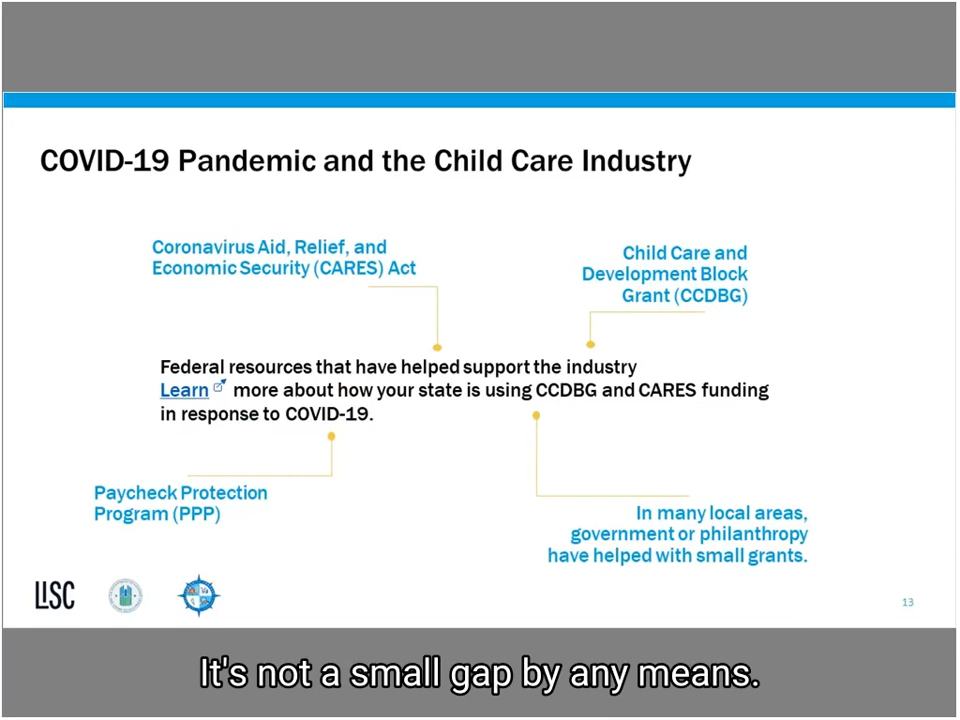 COVID-19 Pandemic and the Child Care Industry
Coronavirus Aid, Relief, and
Economic Security (CARES) Act
Child Care and
Development Block
Grant (CCDBG)
Federal resources that have helped support the industry
Learn more about how your state is using CCDBG and CARES funding
in response to COVID-19.
Paycheck Protection
Program (PPP)
In many local areas,
government or philanthropy
have helped with small grants.
LISC
13
It's not a small gap by any means.